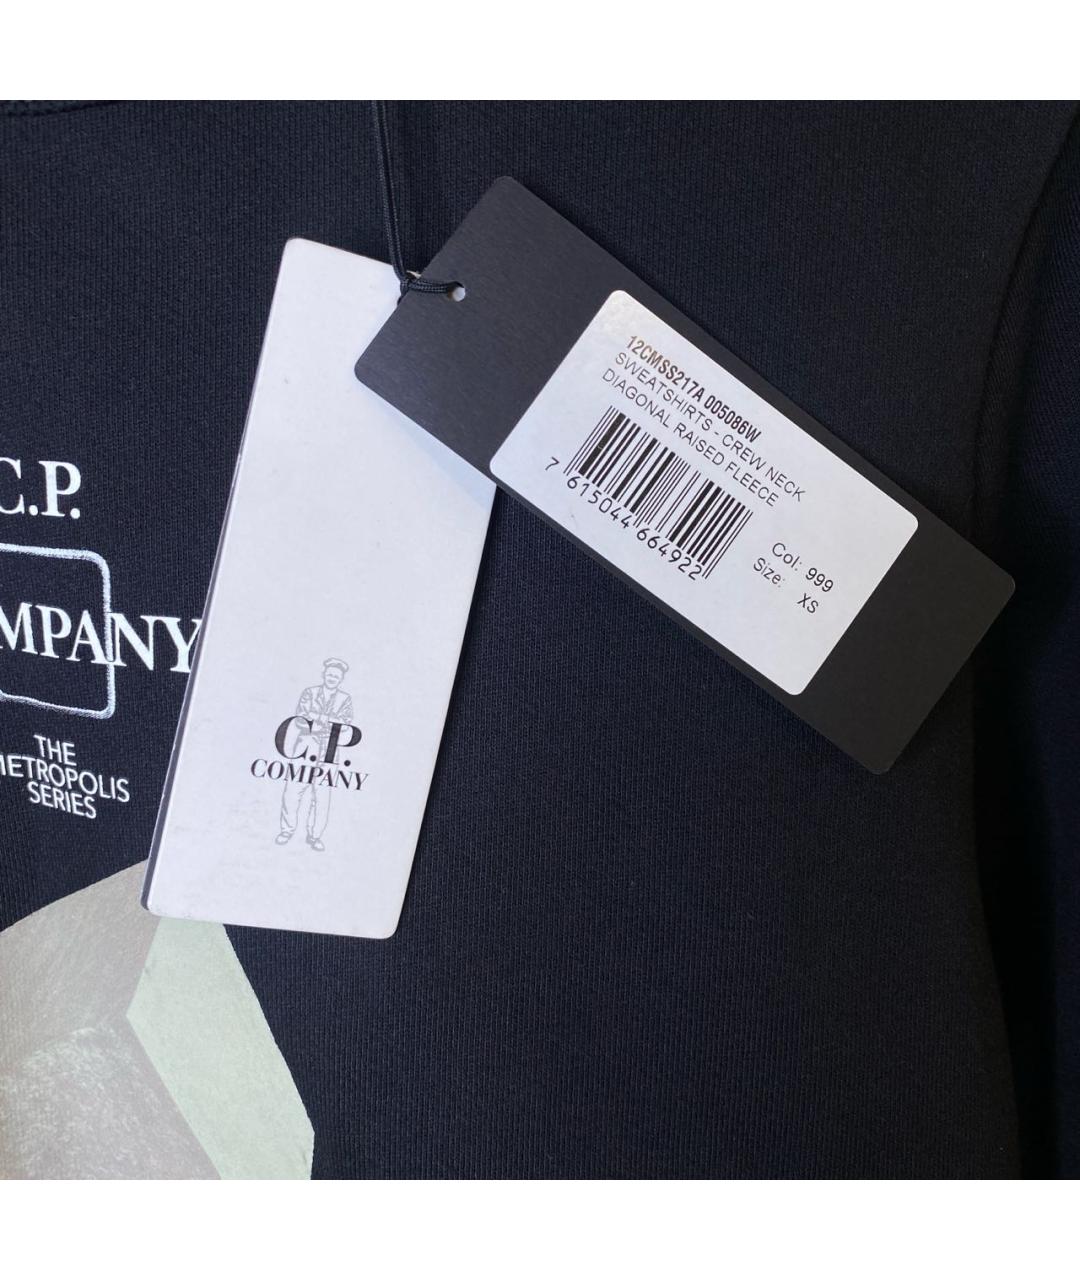 12CMSS217A 005086W
SWEATSHIRTS - CREW NECK
DIAGONAL RAISED FLEECE
7 615044 664922
Col: 999
Size: XS
C.P.
MPANY
THE
METROPOLIS
SERIES
C.P.
COMPANY